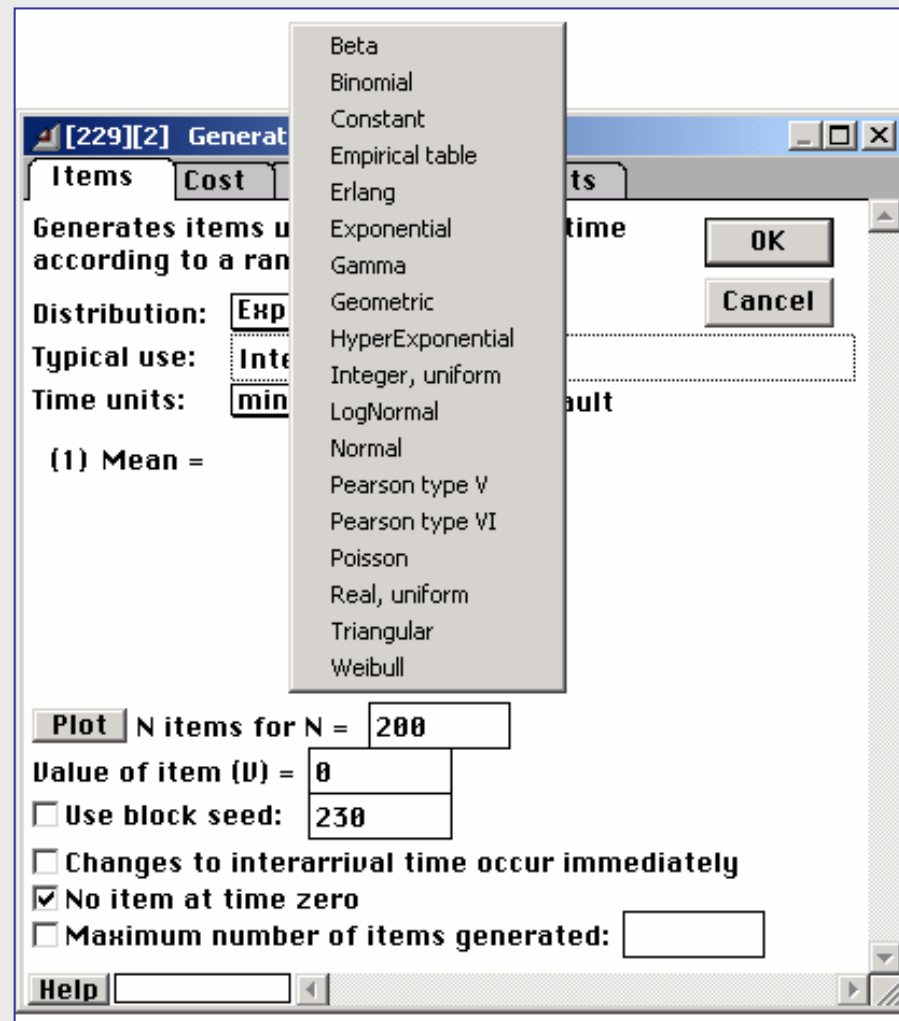 Beta
Binomial
Constant
Empirical table
Erlang
Exponential
Gamma
Geometric
HyperExponential
Integer, uniform
LogNormal
Normal
Pearson type V
Pearson type VI
Poisson
Real, uniform
Triangular
Weibull
[229][2] Generat
Items Cost ts
Generates items u time
according to a ran
OK
Cancel
Distribution: Exp
Typical use: Inte
Time units: min ault
(1) Mean =
Plot N items for N = 200
Value of item (V) = 0
Use block seed: 230
Changes to interarrival time occur immediately
No item at time zero
Maximum number of items generated:
Help